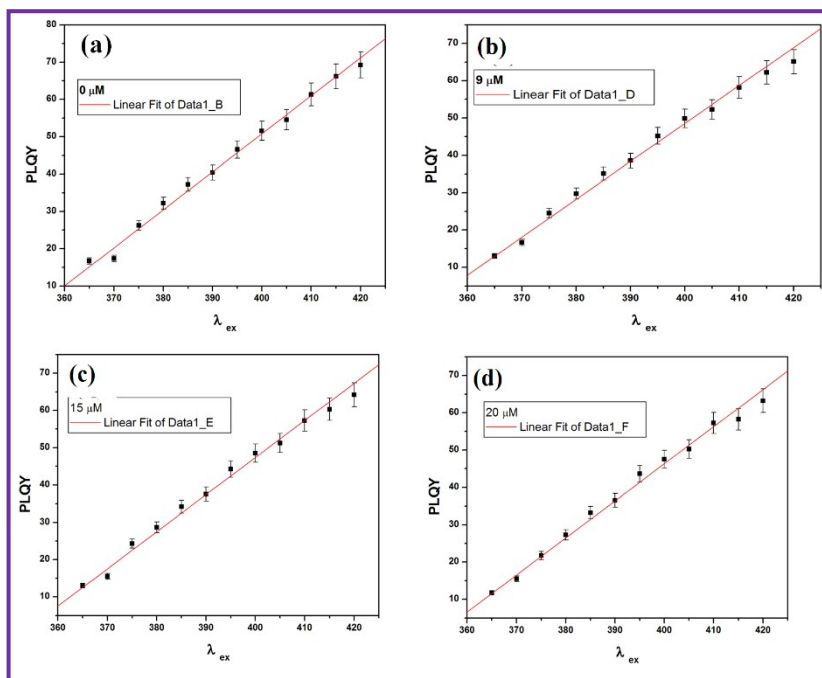 (a)
80
70
60
50
40
30
20
10
0 μM
Linear Fit of Data1_B
PLQY
360 370 380 390 400 410 420
λ ex
(b)
70
60
50
40
30
20
10
9 μM
Linear Fit of Data1_D
PLQY
360 370 380 390 400 410 420
λ ex
(c)
70
60
50
40
30
20
10
15 μM
Linear Fit of Data1_E
PLQY
360 370 380 390 400 410 420
λ ex
(d)
70
60
50
40
30
20
10
20 μM
Linear Fit of Data1_F
PLQY
360 370 380 390 400 410 420
λ ex